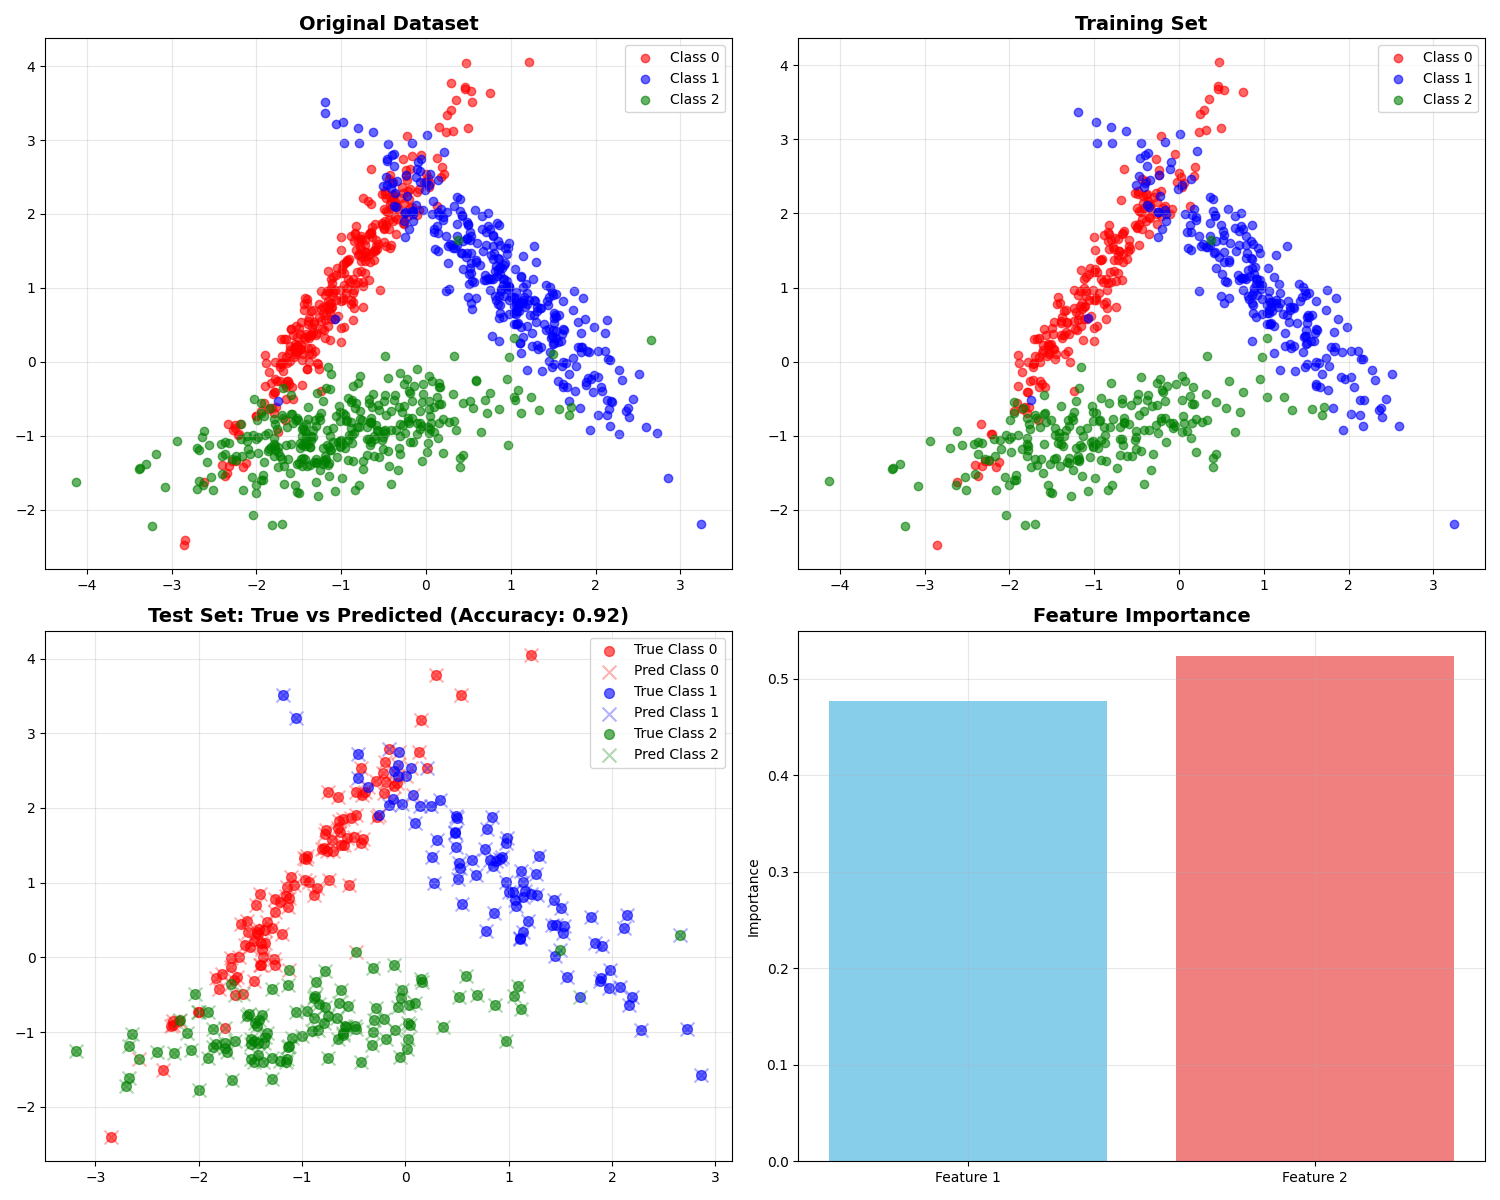 Original Dataset
Class 0
Class 1
Class 2
4
3
2
1
0
−1
−2
−4
−3
−2
−1
0
1
2
3
Training Set
Class 0
Class 1
Class 2
4
3
2
1
0
−1
−2
−4
−3
−2
−1
0
1
2
3
Test Set: True vs Predicted (Accuracy: 0.92)
True Class 0
Pred Class 0
True Class 1
Pred Class 1
True Class 2
Pred Class 2
4
3
2
1
0
−1
−2
−3
−2
−1
0
1
2
3
Feature Importance
Importance
0.5
0.4
0.3
0.2
0.1
0.0
Feature 1
Feature 2